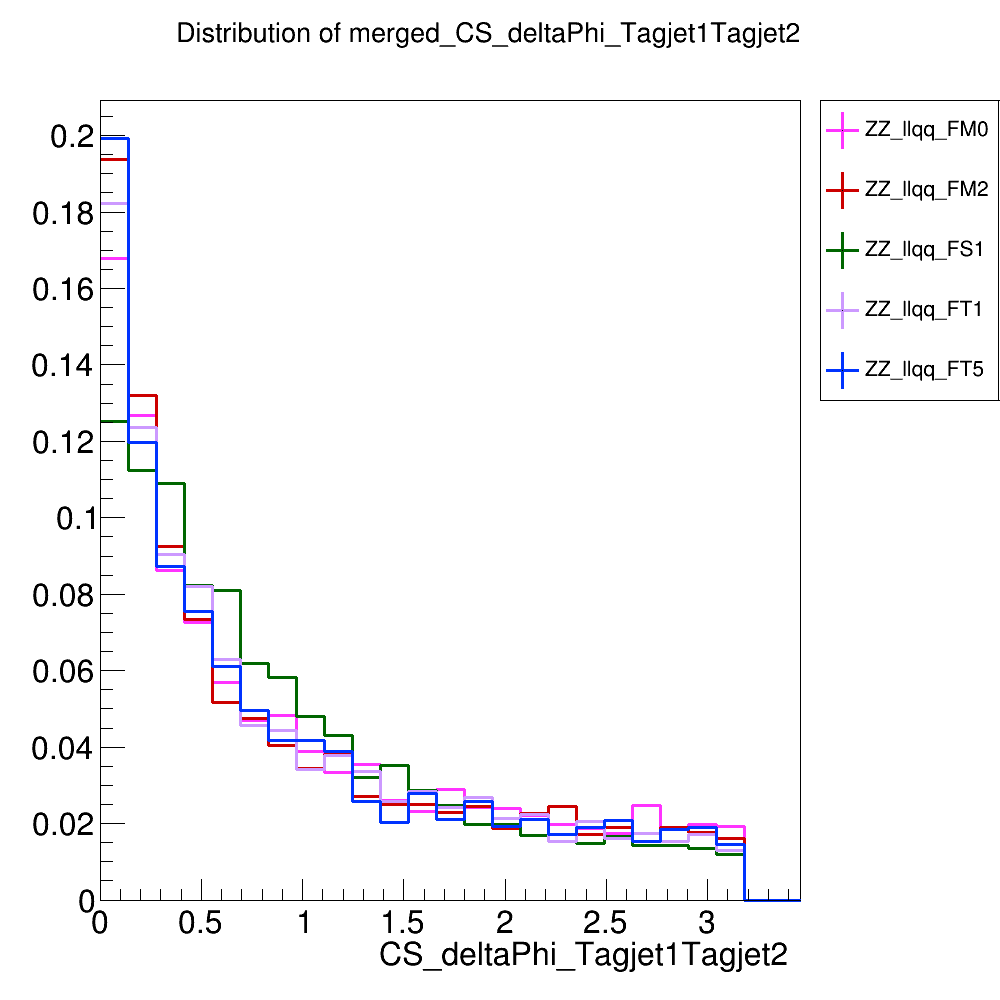 Distribution of merged_CS_deltaPhi_Tagjet1Tagjet2
ZZ_llqq_FM0
ZZ_llqq_FM2
ZZ_llqq_FS1
ZZ_llqq_FT1
ZZ_llqq_FT5
0.2
0.18
0.16
0.14
0.12
0.1
0.08
0.06
0.04
0.02
0
0 0.5 1 1.5 2 2.5 3
CS_deltaPhi_Tagjet1Tagjet2